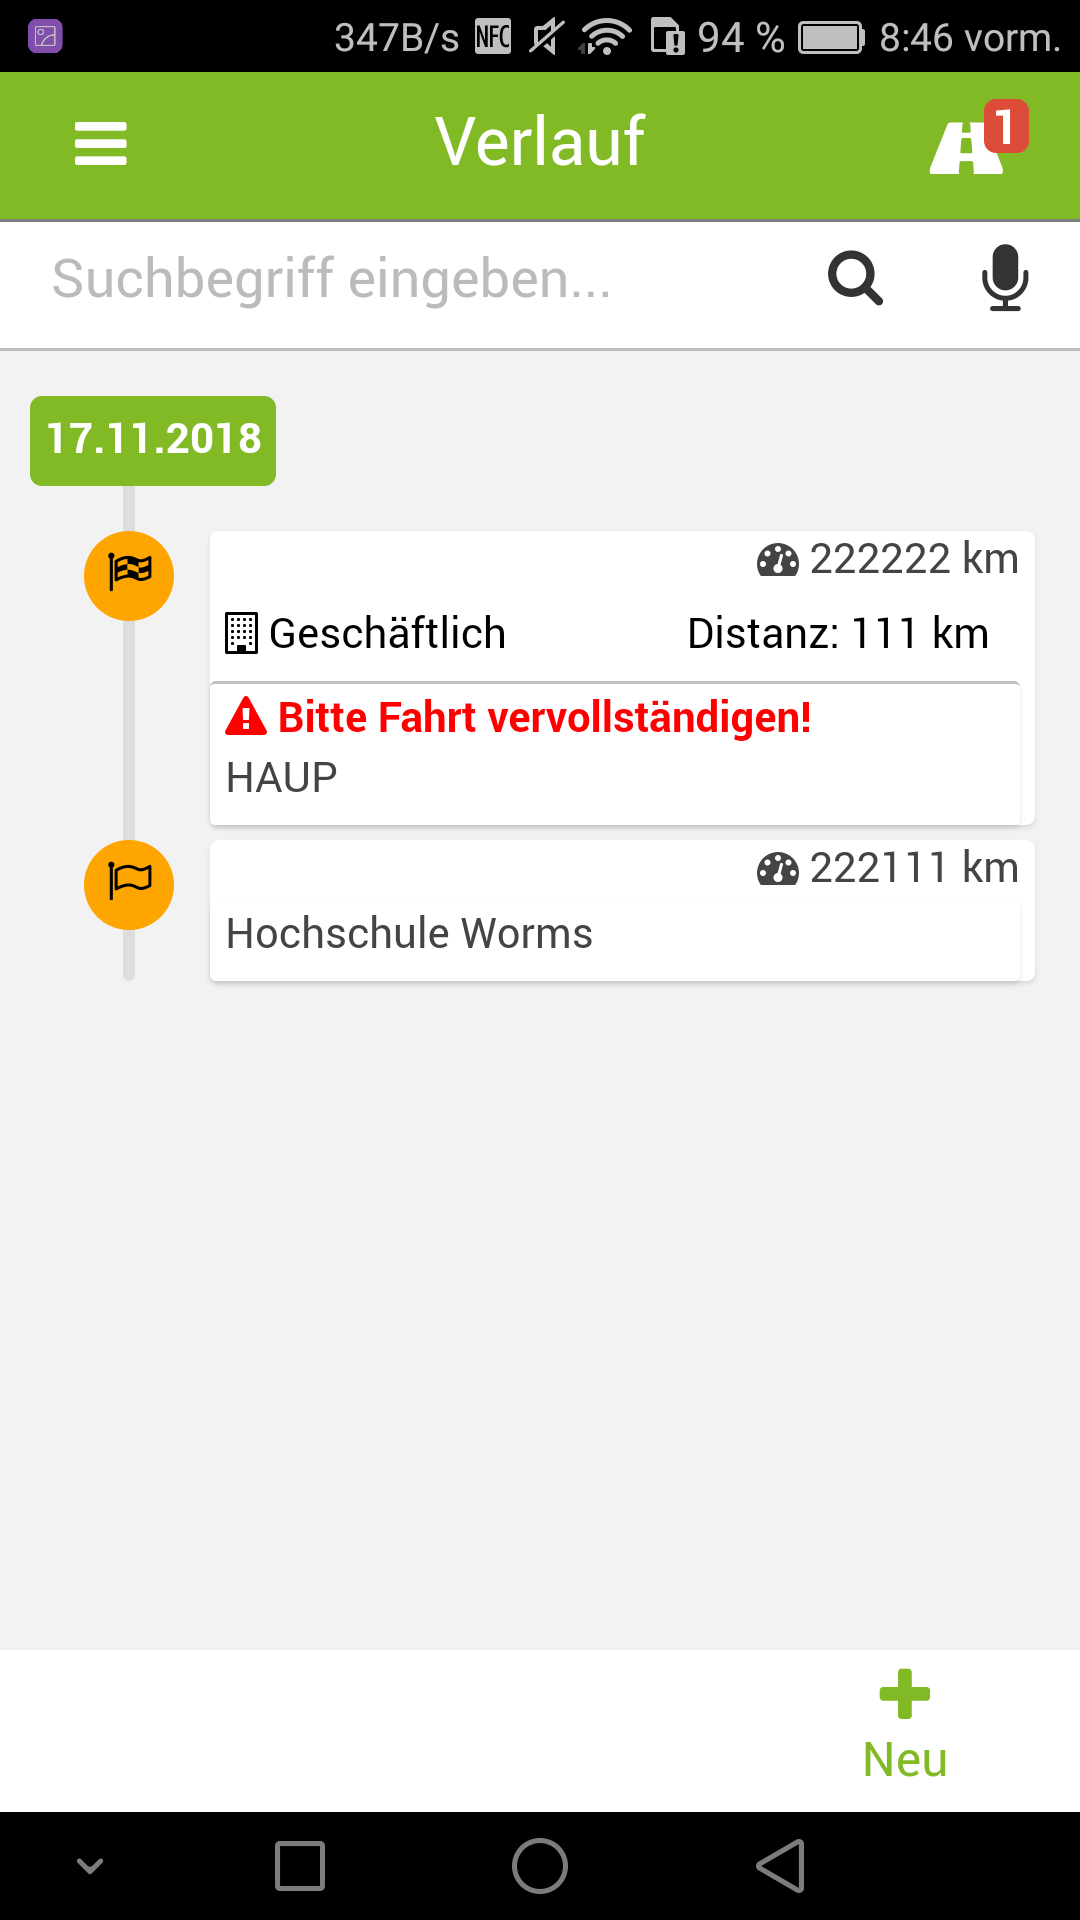 347B/s NFC 94 % 8:46 vorm.
Verlauf 1
Suchbegriff eingeben...
17.11.2018
222222 km
Geschäftlich Distanz: 111 km
Bitte Fahrt vervollständigen!
HAUP
222111 km
Hochschule Worms
Neu